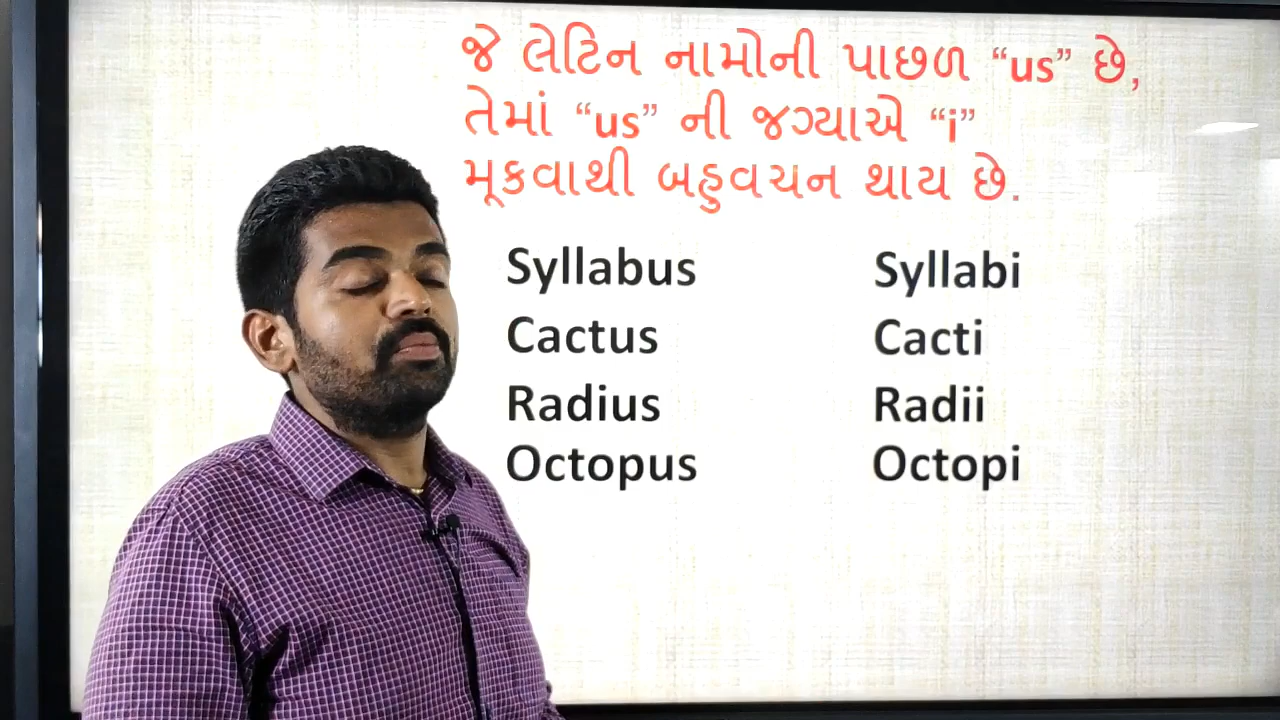 જે લેટિન નામોની પાછળ “us” છે,
તેમાં “us” ની જગ્યાએ “i”
મૂકવાથી બહુવચન થાય છે.
Syllabus Syllabi
Cactus Cacti
Radius Radii
Octopus Octopi